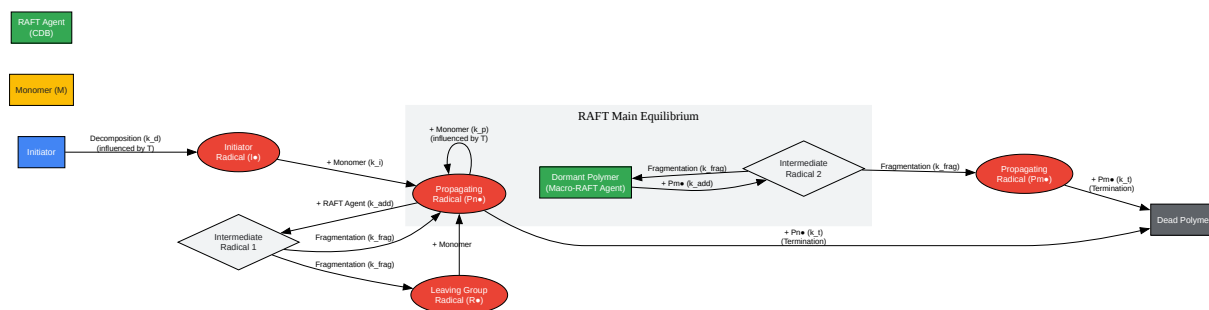 RAFT Agent
(CDB)
Monomer (M)
Initiator
Decomposition (k_d)
(influenced by T)
Initiator
Radical (I●)
+ Monomer (k_i)
RAFT Main Equilibrium
+ Monomer (k_p)
(influenced by T)
Propagating
Radical (Pn●)
Dormant Polymer
(Macro-RAFT Agent)
Fragmentation (k_frag)
+ Pm● (k_add)
Intermediate
Radical 2
Fragmentation (k_frag)
Propagating
Radical (Pm●)
+ Pm● (k_t)
(Termination)
Dead Polyme
+ RAFT Agent (k_add)
Intermediate
Radical 1
Fragmentation (k_frag)
+ Monomer
Fragmentation (k_frag)
+ Pn● (k_t)
(Termination)
Leaving Group
Radical (R●)